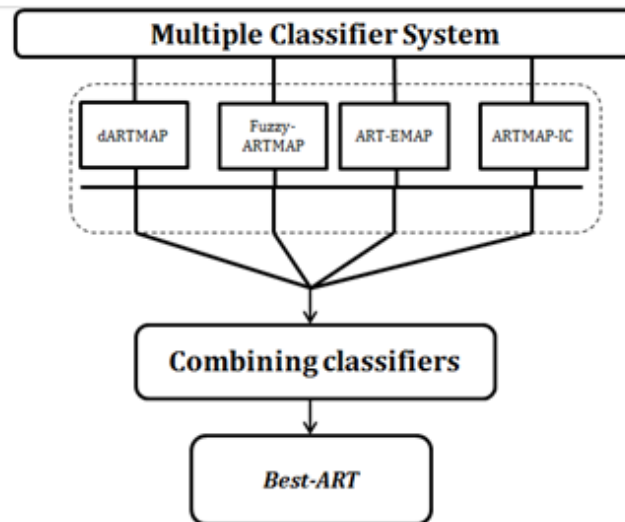 Multiple Classifier System
dARTMAP
Fuzzy-
ARTMAP
ART-EMAP
ARTMAP-IC
Combining classifiers
Best-ART